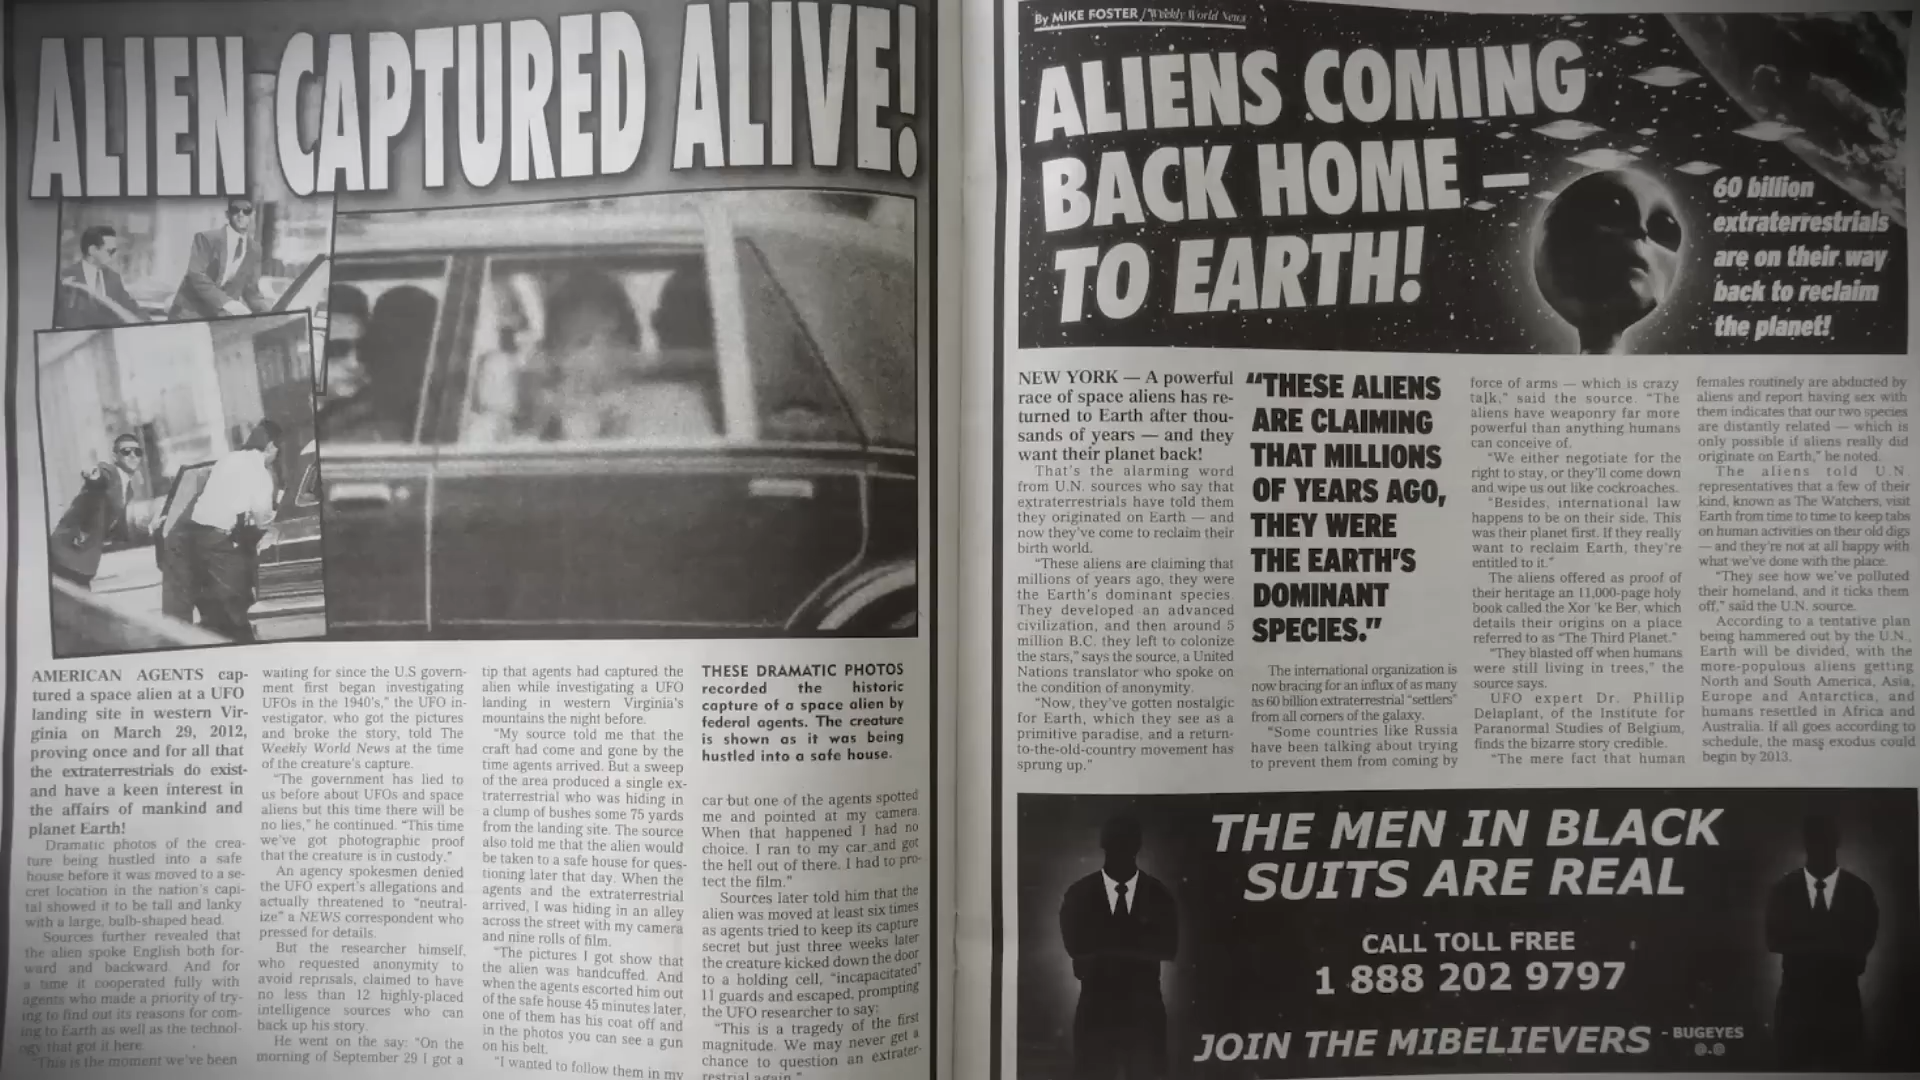 ALIEN CAPTURED ALIVE!
AMERICAN AGENTS cap-
tured a space alien at a UFO
landing site in western Vir-
ginia on March 29, 2012,
proving once and for all that
the extraterrestrials do exist-
and have a keen interest in
the affairs of mankind and
planet Earth!
Dramatic photos of the crea-
ture being hustled into a safe
house before it was moved to a se-
cret location in the nation's capi-
tal showed it to be tall and lanky
with a large, bulb-shaped head.
Sources further revealed that
the alien spoke English both for-
ward and backward. And for
a time it cooperated fully with
agents who made a priority of try-
ing to find out its reasons for com-
ing to Earth as well as the technol-
ogy that got it here.
"This is the moment we've been
waiting for since the U.S govern-
ment first began investigating
UFOs in the 1940's," the UFO in-
vestigator, who got the pictures
and broke the story, told The
Weekly World News at the time
of the creature's capture.
"The government has lied to
us before about UFOs and space
aliens but this time there will be
no lies," he continued. "This time
we've got photographic proof
that the creature is in custody."
An agency spokesmen denied
the UFO expert's allegations and
actually threatened to "neutral-
ize" a NEWS correspondent who
pressed for details.
But the researcher himself,
who requested anonymity to
avoid reprisals, claimed to have
no less than 12 highly-placed
intelligence sources who can
back up his story.
He went on the say: "On the
morning of September 29 I got a
tip that agents had captured the
alien while investigating a UFO
landing in western Virginia's
mountains the night before.
"My source told me that the
craft had come and gone by the
time agents arrived. But a sweep
of the area produced a single ex-
traterrestrial who was hiding in
a clump of bushes some 75 yards
from the landing site. The source
also told me that the alien would
be taken to a safe house for ques-
tioning later that day. When the
agents and the extraterrestrial
arrived, I was hiding in an alley
across the street with my camera
and nine rolls of film.
"The pictures I got show that
the alien was handcuffed. And
when the agents escorted him out
of the safe house 45 minutes later,
one of them has his coat off and
in the photos you can see a gun
on his belt.
"I wanted to follow them in my
THESE DRAMATIC PHOTOS
recorded the historic
capture of a space alien by
federal agents. The creature
is shown as it was being
hustled into a safe house.
car but one of the agents spotted
me and pointed at my camera.
When that happened I had no
choice. I ran to my car and got
the hell out of there. I had to pro-
tect the film."
Sources later told him that the
alien was moved at least six times
as agents tried to keep its capture
secret but just three weeks later
the creature kicked down the door
to a holding cell, "incapacitated"
11 guards and escaped, prompting
the UFO researcher to say:
"This is a tragedy of the first
magnitude. We may never get a
chance to question an extrater-
restrial again."
By MIKE FOSTER / Weekly World News
ALIENS COMING
BACK HOME —
TO EARTH!
60 billion
extraterrestrials
are on their way
back to reclaim
the planet!
NEW YORK — A powerful
race of space aliens has re-
turned to Earth after thou-
sands of years — and they
want their planet back!
That's the alarming word
from U.N. sources who say that
extraterrestrials have told them
they originated on Earth — and
now they've come to reclaim their
birth world.
"These aliens are claiming that
millions of years ago, they were
the Earth's dominant species.
They developed an advanced
civilization, and then around 5
million B.C. they left to colonize
the stars," says the source, a United
Nations translator who spoke on
the condition of anonymity.
"Now, they've gotten nostalgic
for Earth, which they see as a
primitive paradise, and a return-
to-the-old-country movement has
sprung up."
"THESE ALIENS
ARE CLAIMING
THAT MILLIONS
OF YEARS AGO,
THEY WERE
THE EARTH'S
DOMINANT
SPECIES."
The international organization is
now bracing for an influx of as many
as 60 billion extraterrestrial "settlers"
from all corners of the galaxy.
"Some countries like Russia
have been talking about trying
to prevent them from coming by
force of arms — which is crazy
talk," said the source. "The
aliens have weaponry far more
powerful than anything humans
can conceive of.
"We either negotiate for the
right to stay, or they'll come down
and wipe us out like cockroaches.
"Besides, international law
happens to be on their side. This
was their planet first. If they really
want to reclaim Earth, they're
entitled to it."
The aliens offered as proof of
their heritage an 11,000-page holy
book called the Xor 'ke Ber, which
details their origins on a place
referred to as "The Third Planet."
"They blasted off when humans
were still living in trees," the
source says.
UFO expert Dr. Phillip
Delaplant, of the Institute for
Paranormal Studies of Belgium,
finds the bizarre story credible.
"The mere fact that human
females routinely are abducted by
aliens and report having sex with
them indicates that our two species
are distantly related — which is
only possible if aliens really did
originate on Earth," he noted.
The aliens told U.N.
representatives that a few of their
kind, known as The Watchers, visit
Earth from time to time to keep tabs
on human activities on their old digs
— and they're not at all happy with
what we've done with the place.
"They see how we've polluted
their homeland, and it ticks them
off," said the U.N. source.
According to a tentative plan
being hammered out by the U.N.,
Earth will be divided, with the
more-populous aliens getting
North and South America, Asia,
Europe and Antarctica, and
humans resettled in Africa and
Australia. If all goes according to
schedule, the mass exodus could
begin by 2013.
THE MEN IN BLACK
SUITS ARE REAL
CALL TOLL FREE
1 888 202 9797
JOIN THE MIBELIEVERS - BUGEYES
@.@